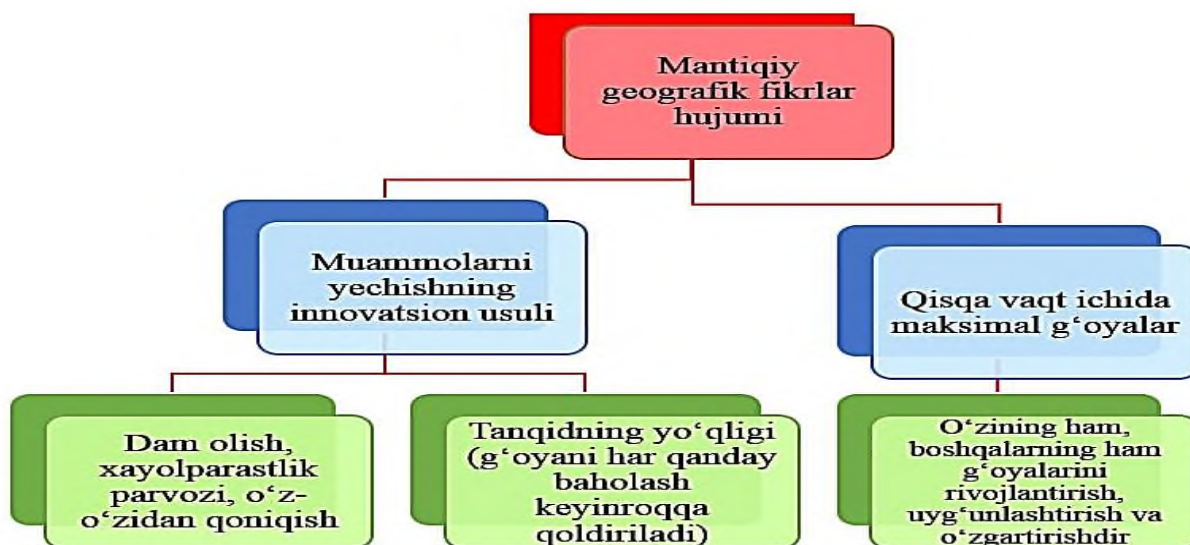 Mantiqiy
geografik fikrlar
hujumi
Muammolarni
yechishning
innovatsion usuli
Qisqa vaqt ichida
maksimal g‘oyalar
Dam olish,
xayolparastlik
parvozi, o‘z-
o‘zidan qoniqish
Tanqidning yo‘qligi
(g‘oyani har qanday
baholash
keyinroqqa
qoldiriladi)
O‘zining ham,
boshqalarning ham
g‘oyalarini
rivojlantirish,
uyg‘unlashtirish va
o‘zgartirishdir